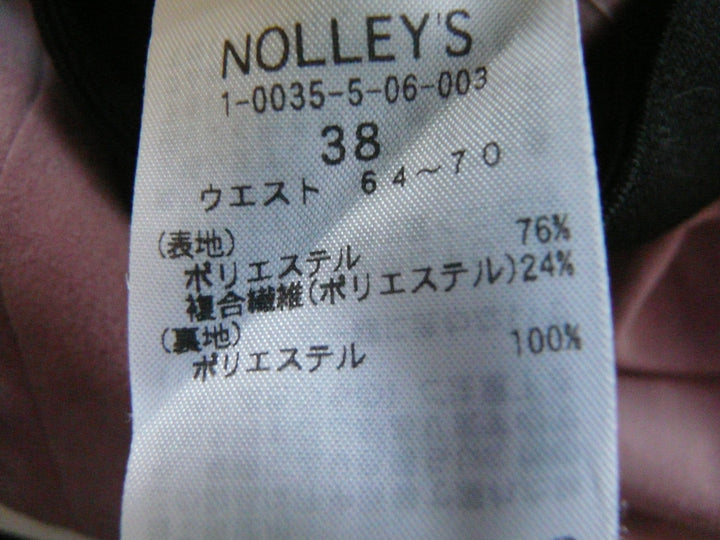 NOLLEY'S
1-0035-5-06-003
38
ウエスト 64~70
(表地)
ポリエステル 76%
複合繊維(ポリエステル)24%
(裏地)
ポリエステル 100%